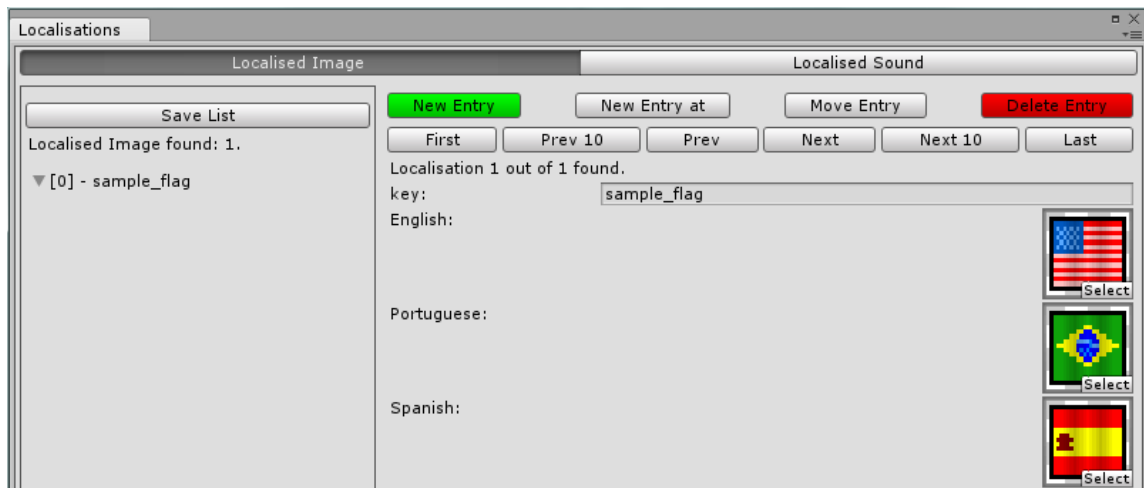 Localisations
Localised Image Localised Sound
Save List
Localised Image found: 1.
[0] - sample_flag
New Entry New Entry at Move Entry Delete Entry
First Prev 10 Prev Next Next 10 Last
Localisation 1 out of 1 found.
key: sample_flag
English:
Select
Portuguese:
Select
Spanish:
Select